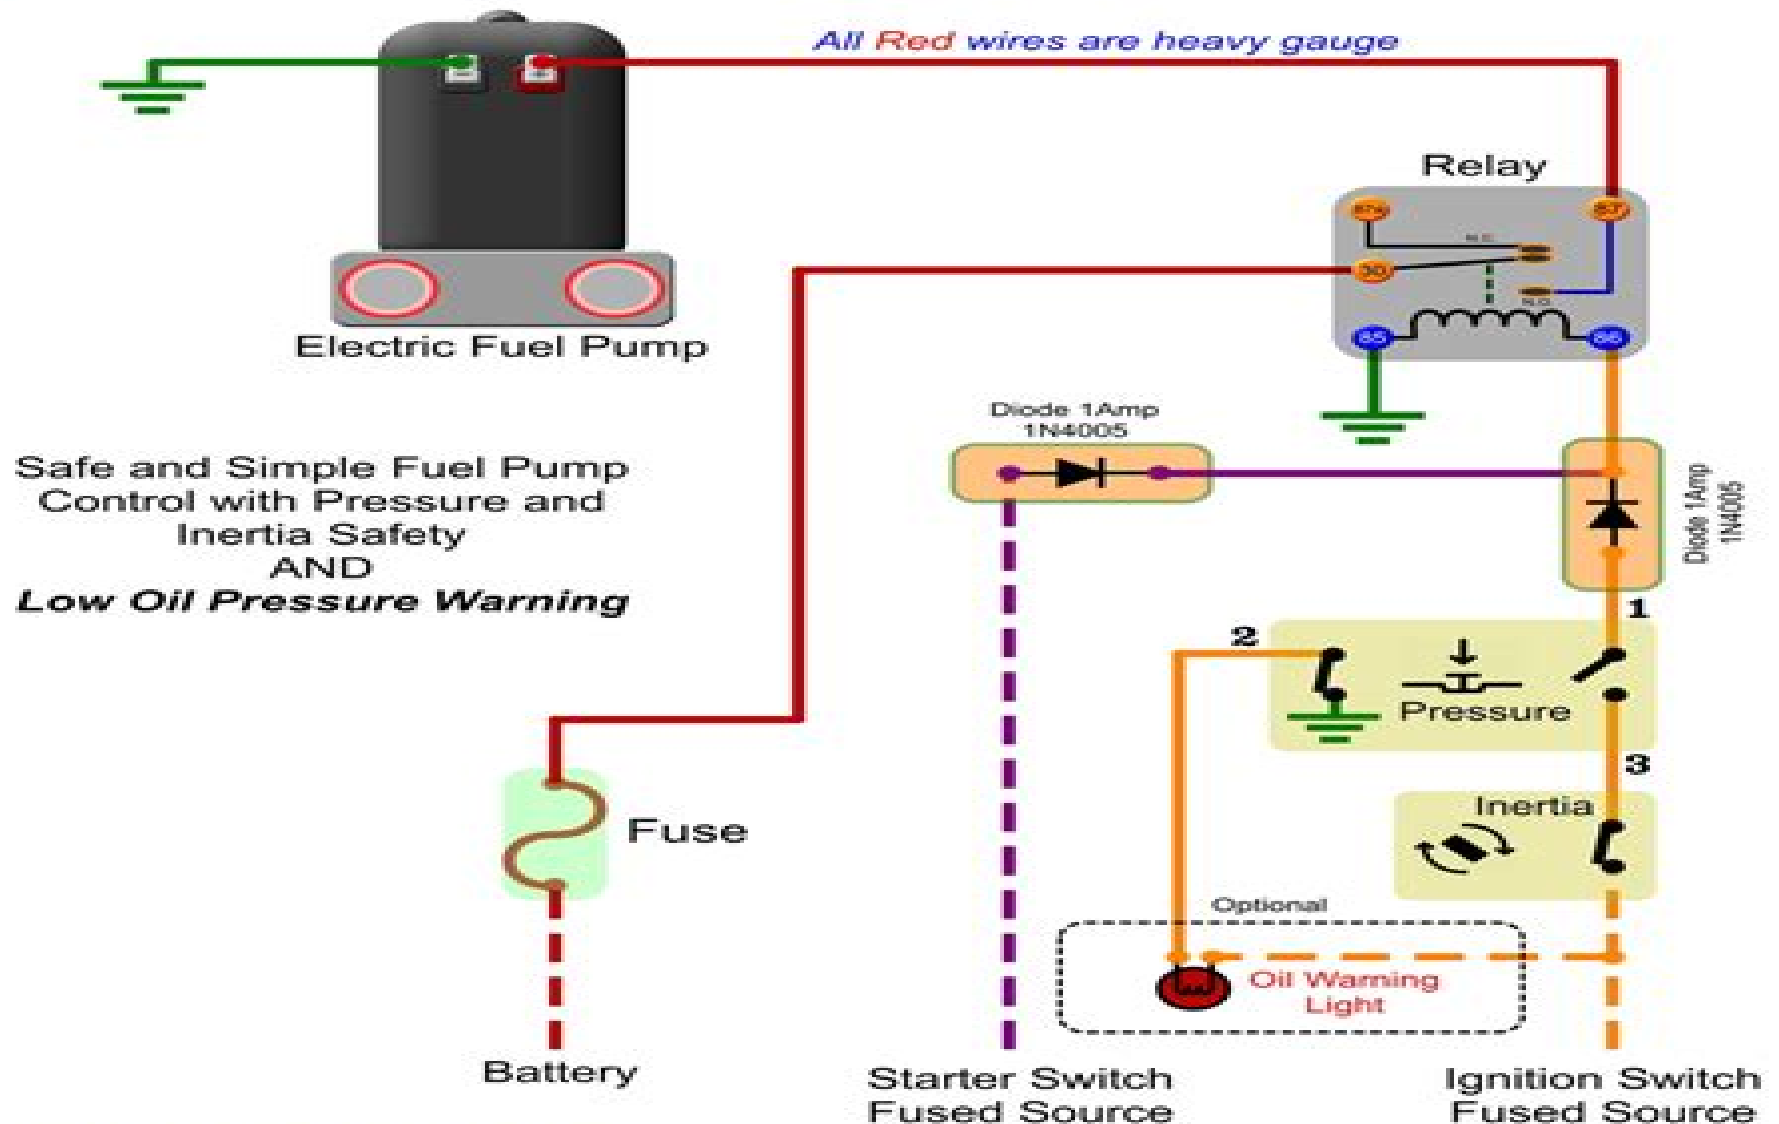 All Red wires are heavy gauge
-
+
Relay
87a
87
N.C.
30
N.O.
85
86
Electric Fuel Pump
Diode 1Amp
1N4005
Safe and Simple Fuel Pump
Control with Pressure and
Inertia Safety
AND
Low Oil Pressure Warning
Diode 1Amp
1N4005
1
2
Pressure
3
Inertia
Fuse
Optional
Oil Warning
Light
Battery
Starter Switch
Fused Source
Ignition Switch
Fused Source